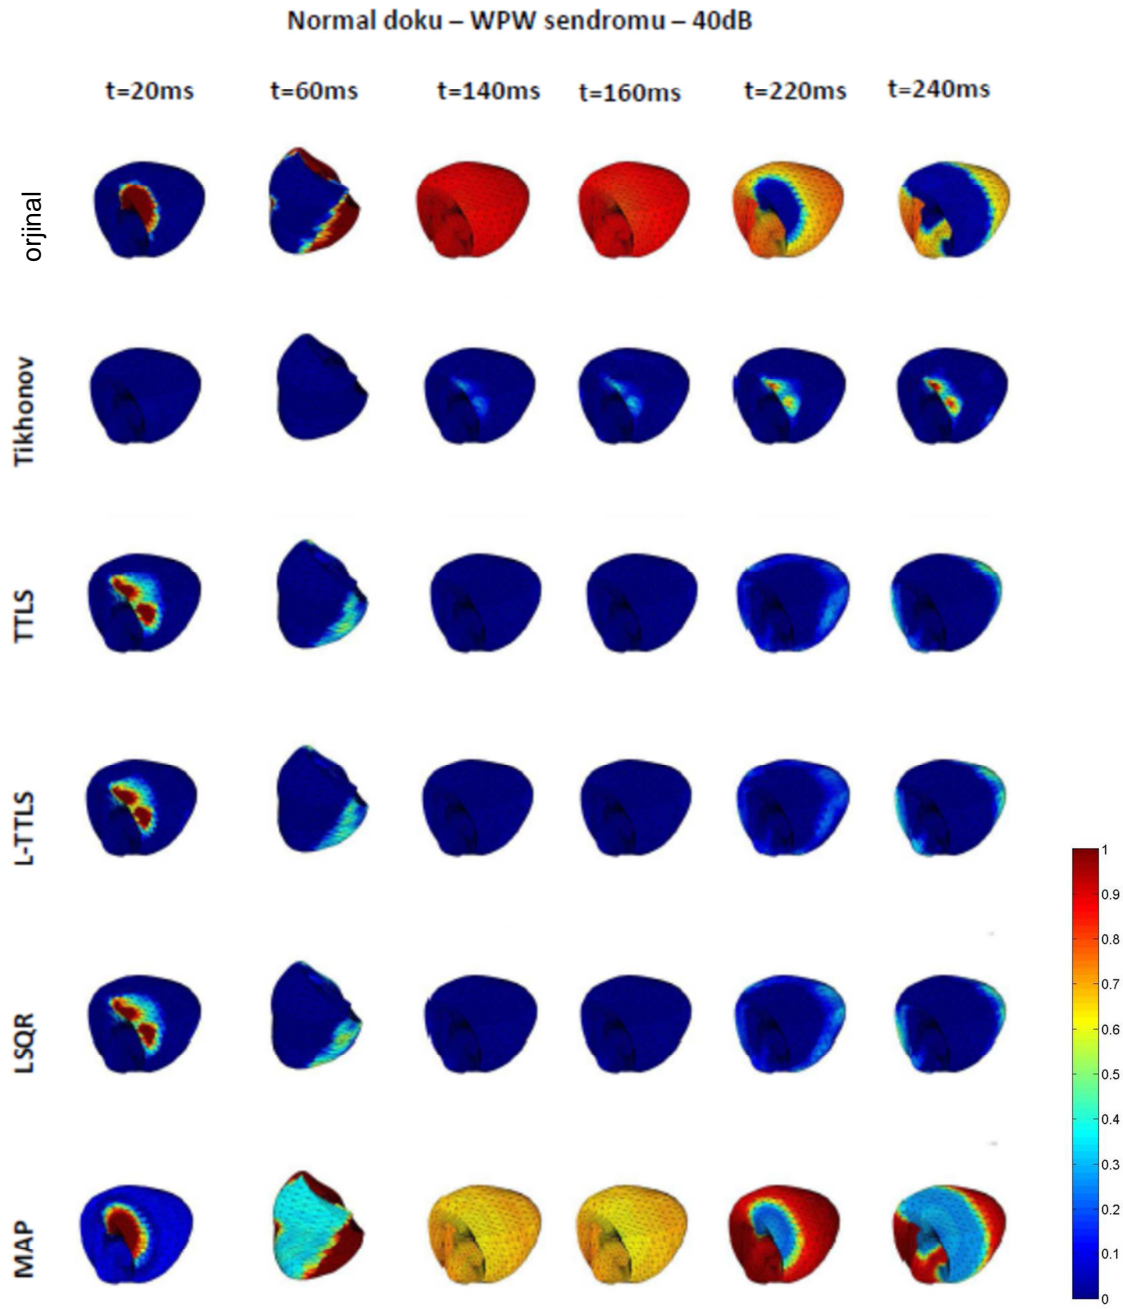 Normal doku – WPW sendromu – 40dB
t=20ms t=60ms t=140ms t=160ms t=220ms t=240ms
orjinal
Tikhonov
TTLS
L-TTLS
LSQR
MAP
1
0.9
0.8
0.7
0.6
0.5
0.4
0.3
0.2
0.1
0